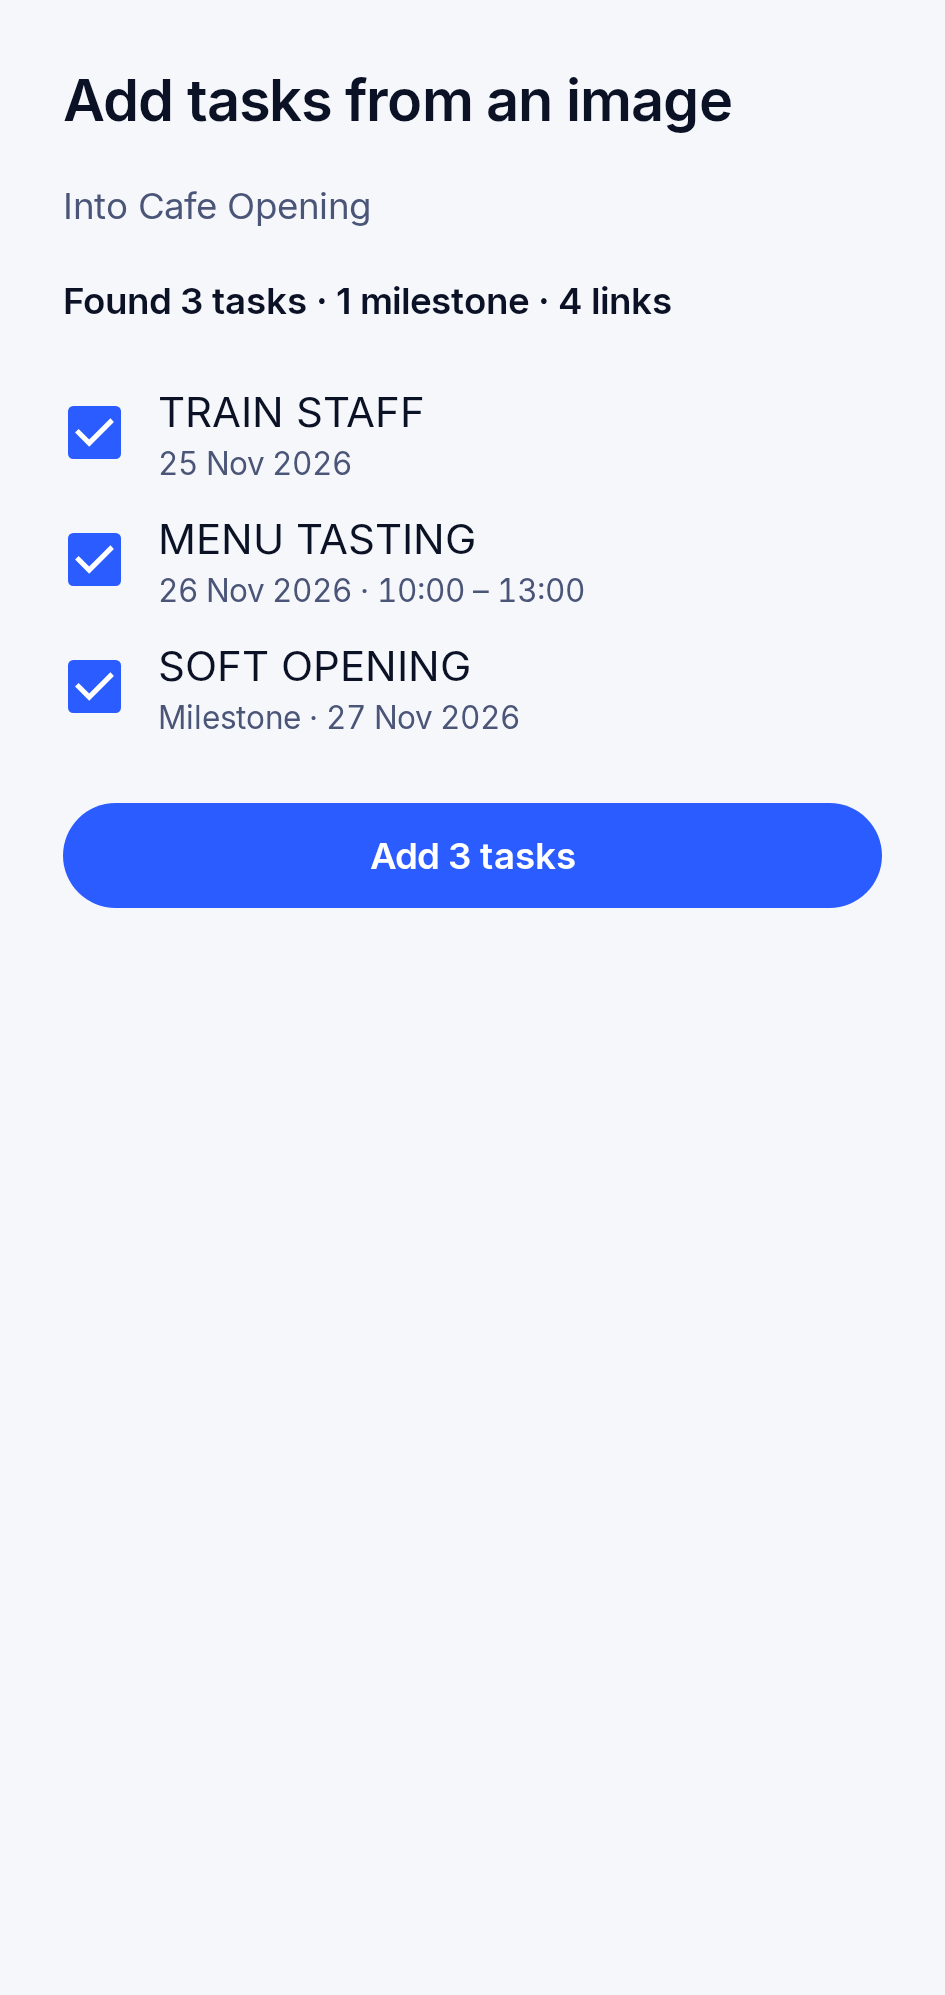 Add tasks from an image
Into Cafe Opening
Found 3 tasks · 1 milestone · 4 links
TRAIN STAFF
25 Nov 2026
MENU TASTING
26 Nov 2026 · 10:00 – 13:00
SOFT OPENING
Milestone · 27 Nov 2026
Add 3 tasks